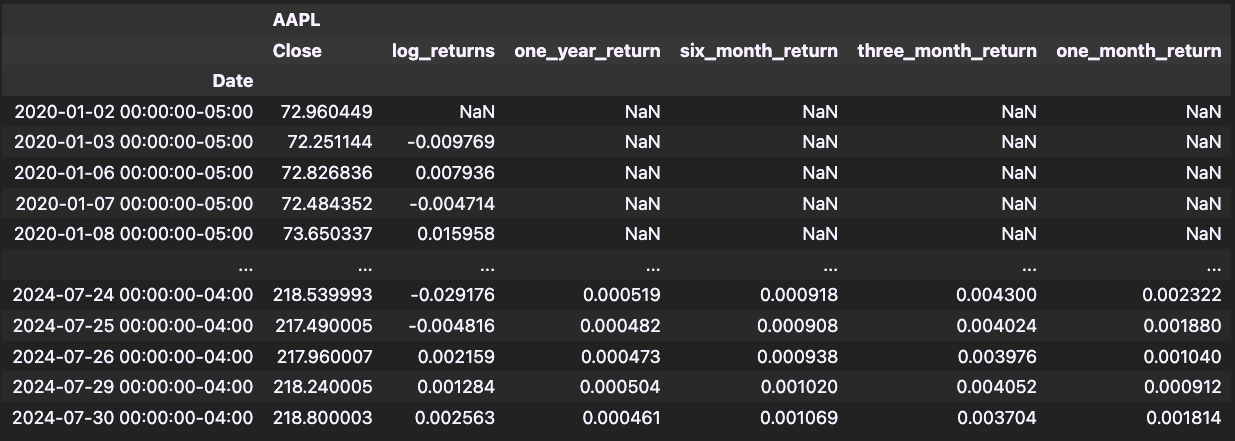 AAPL
Close log_returns one_year_return six_month_return three_month_return one_month_return
Date
2020-01-02 00:00:00-05:00 72.960449 NaN NaN NaN NaN NaN
2020-01-03 00:00:00-05:00 72.251144 -0.009769 NaN NaN NaN NaN
2020-01-06 00:00:00-05:00 72.826836 0.007936 NaN NaN NaN NaN
2020-01-07 00:00:00-05:00 72.484352 -0.004714 NaN NaN NaN NaN
2020-01-08 00:00:00-05:00 73.650337 0.015958 NaN NaN NaN NaN
... ... ... ... ... ... ...
2024-07-24 00:00:00-04:00 218.539993 -0.029176 0.000519 0.000918 0.004300 0.002322
2024-07-25 00:00:00-04:00 217.490005 -0.004816 0.000482 0.000908 0.004024 0.001880
2024-07-26 00:00:00-04:00 217.960007 0.002159 0.000473 0.000938 0.003976 0.001040
2024-07-29 00:00:00-04:00 218.240005 0.001284 0.000504 0.001020 0.004052 0.000912
2024-07-30 00:00:00-04:00 218.800003 0.002563 0.000461 0.001069 0.003704 0.001814